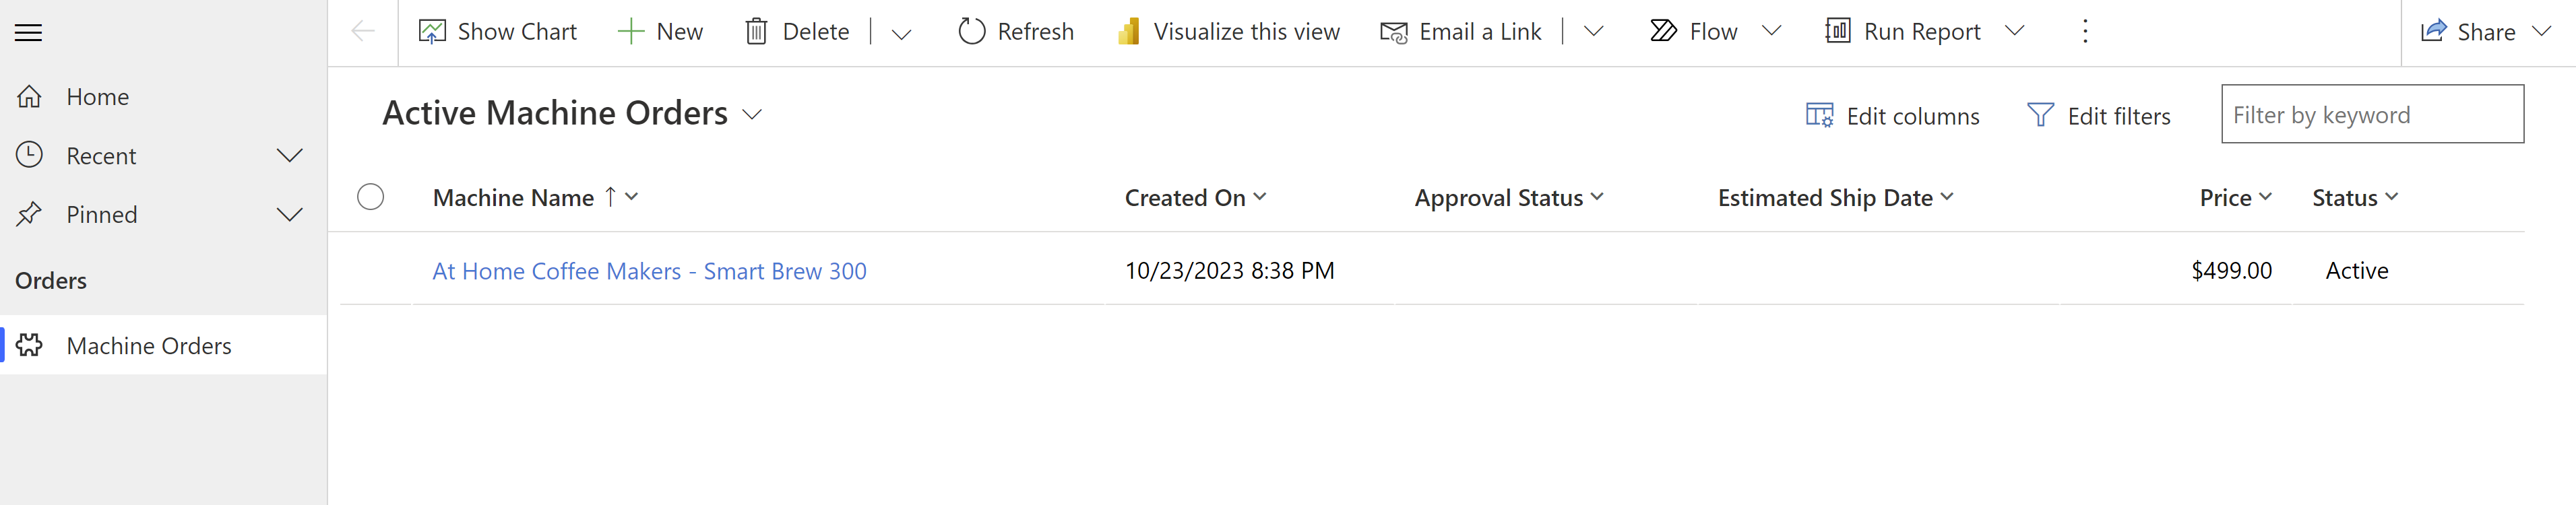 Show Chart New Delete Refresh Visualize this view Email a Link Flow Run Report Share
Home
Recent
Pinned
Orders
Machine Orders
Active Machine Orders Edit columns Edit filters Filter by keyword
Machine Name Created On Approval Status Estimated Ship Date Price Status
At Home Coffee Makers - Smart Brew 300 10/23/2023 8:38 PM $499.00 Active